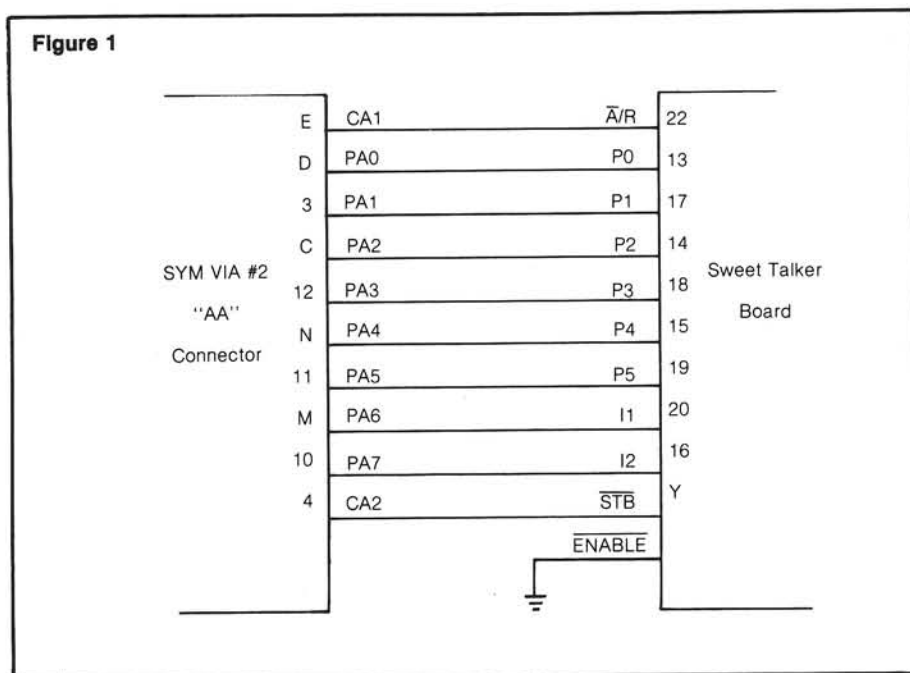 Figure 1
E CA1 A̅/R 22
D PA0 P0 13
3 PA1 P1 17
C PA2 P2 14
12 PA3 P3 18
N PA4 P4 15
11 PA5 P5 19
M PA6 I1 20
10 PA7 I2 16
4 CA2 S̅T̅B̅ Y
E̅N̅A̅B̅L̅E̅
SYM VIA #2
"AA"
Connector
Sweet Talker
Board